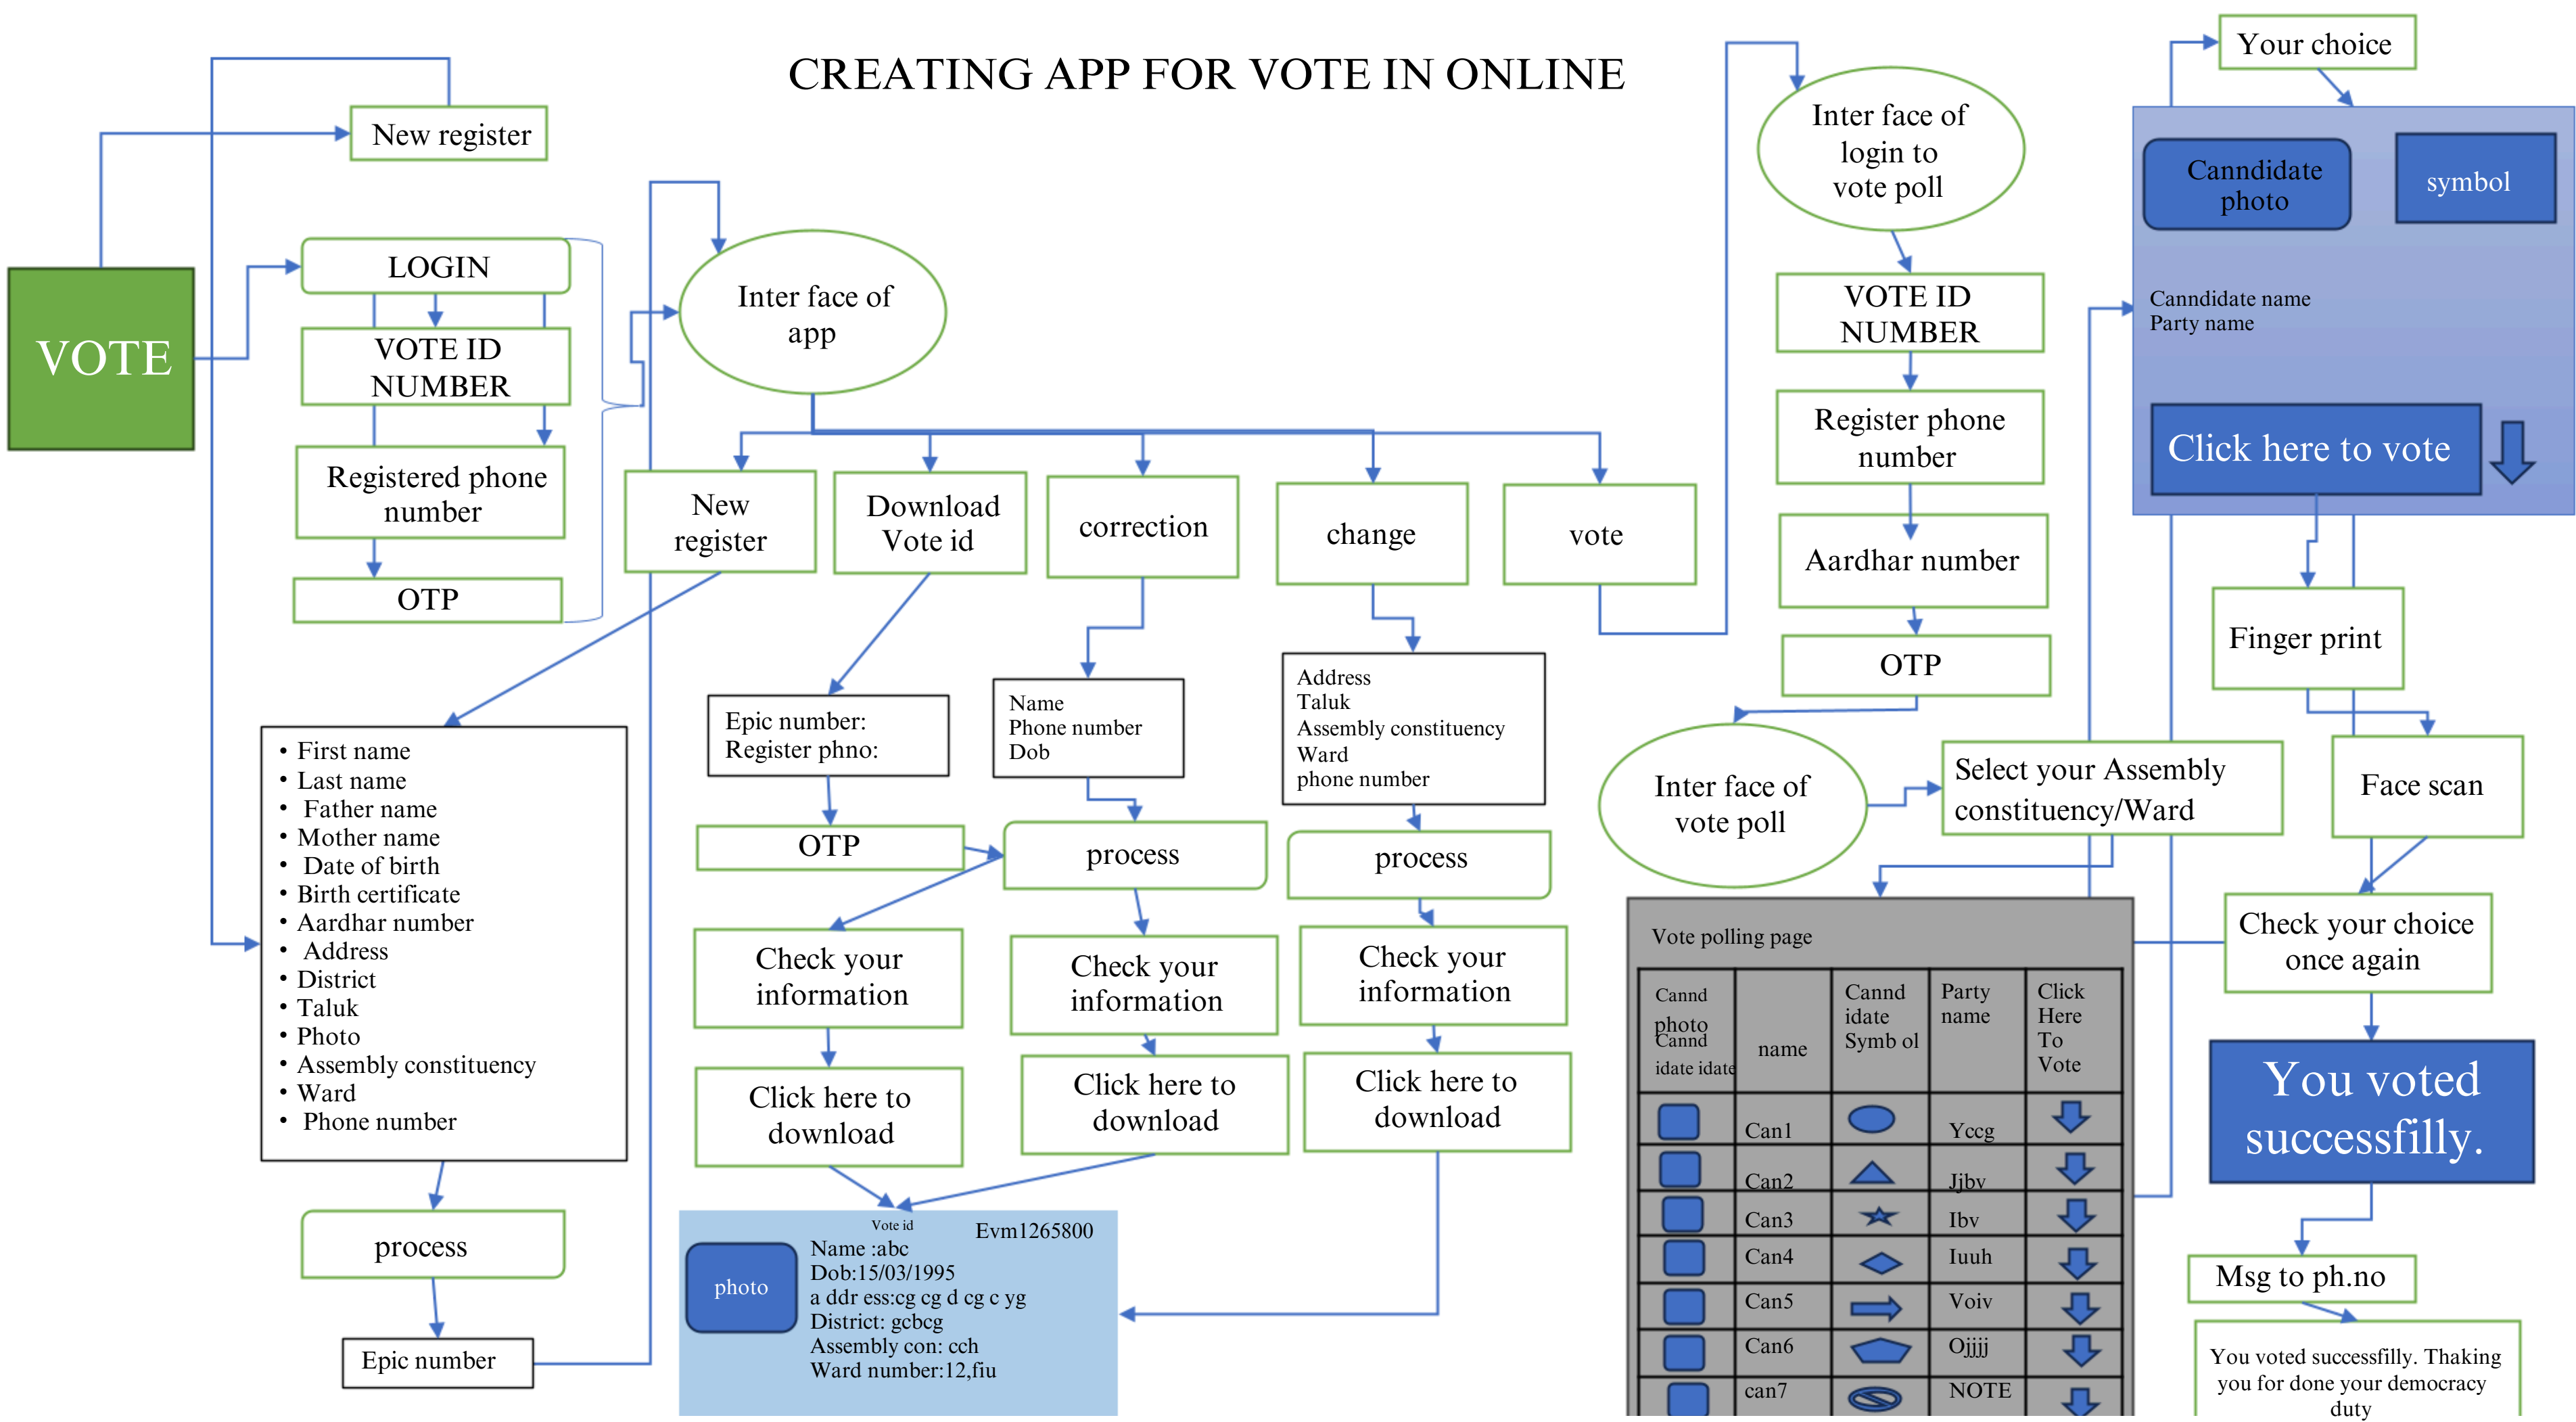 CREATING APP FOR VOTE IN ONLINE
New register
VOTE
LOGIN
VOTE ID
NUMBER
Registered phone
number
OTP
• First name
• Last name
• Father name
• Mother name
• Date of birth
• Birth certificate
• Aardhar number
• Address
• District
• Taluk
• Photo
• Assembly constituency
• Ward
• Phone number
process
Epic number
Inter face of
app
New
register
Download
Vote id
correction
change
vote
Epic number:
Register phno:
OTP
Check your
information
Click here to
download
Name
Phone number
Dob
process
Check your
information
Click here to
download
Address
Taluk
Assembly constituency
Ward
phone number
process
Check your
information
Click here to
download
Vote id
Evm1265800
photo
Name :abc
Dob:15/03/1995
a ddr ess:cg cg d cg c yg
District: gcbcg
Assembly con: cch
Ward number:12,fiu
Inter face of
login to
vote poll
VOTE ID
NUMBER
Register phone
number
Aardhar number
OTP
Inter face of
vote poll
Select your Assembly
constituency/Ward
Vote polling page
Cannd
photo
Cannd
idate idate
name
Cannd
idate
Symb ol
Party
name
Click
Here
To
Vote
Can1 Yccg
Can2 Jjbv
Can3 Ibv
Can4 Iuuh
Can5 Voiv
Can6 Ojjjj
can7 NOTE
Your choice
Canndidate
photo
symbol
Canndidate name
Party name
Click here to vote
Finger print
Face scan
Check your choice
once again
You voted
successfilly.
Msg to ph.no
You voted successfilly. Thaking
you for done your democracy
duty